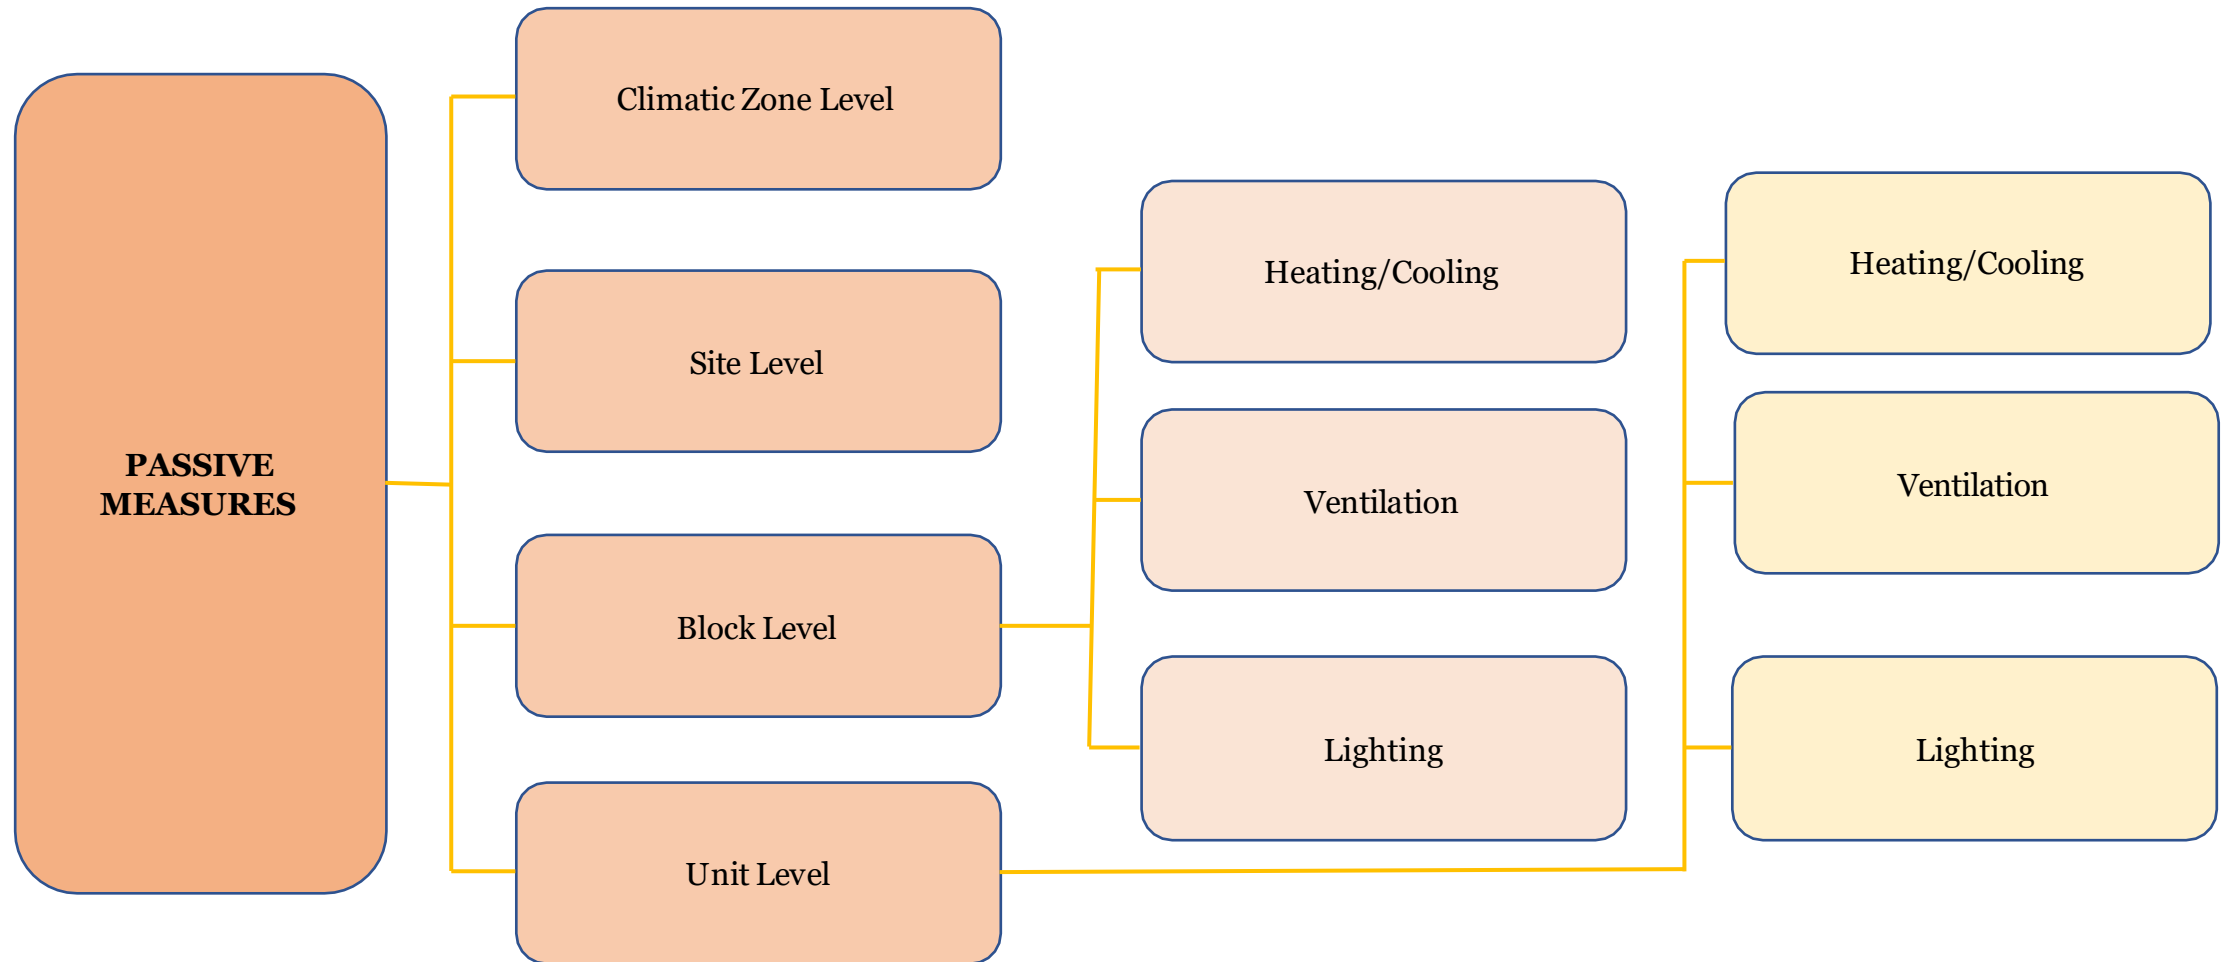 PASSIVE
MEASURES
Climatic Zone Level
Site Level
Block Level
Unit Level
Heating/Cooling
Ventilation
Lighting
Heating/Cooling
Ventilation
Lighting